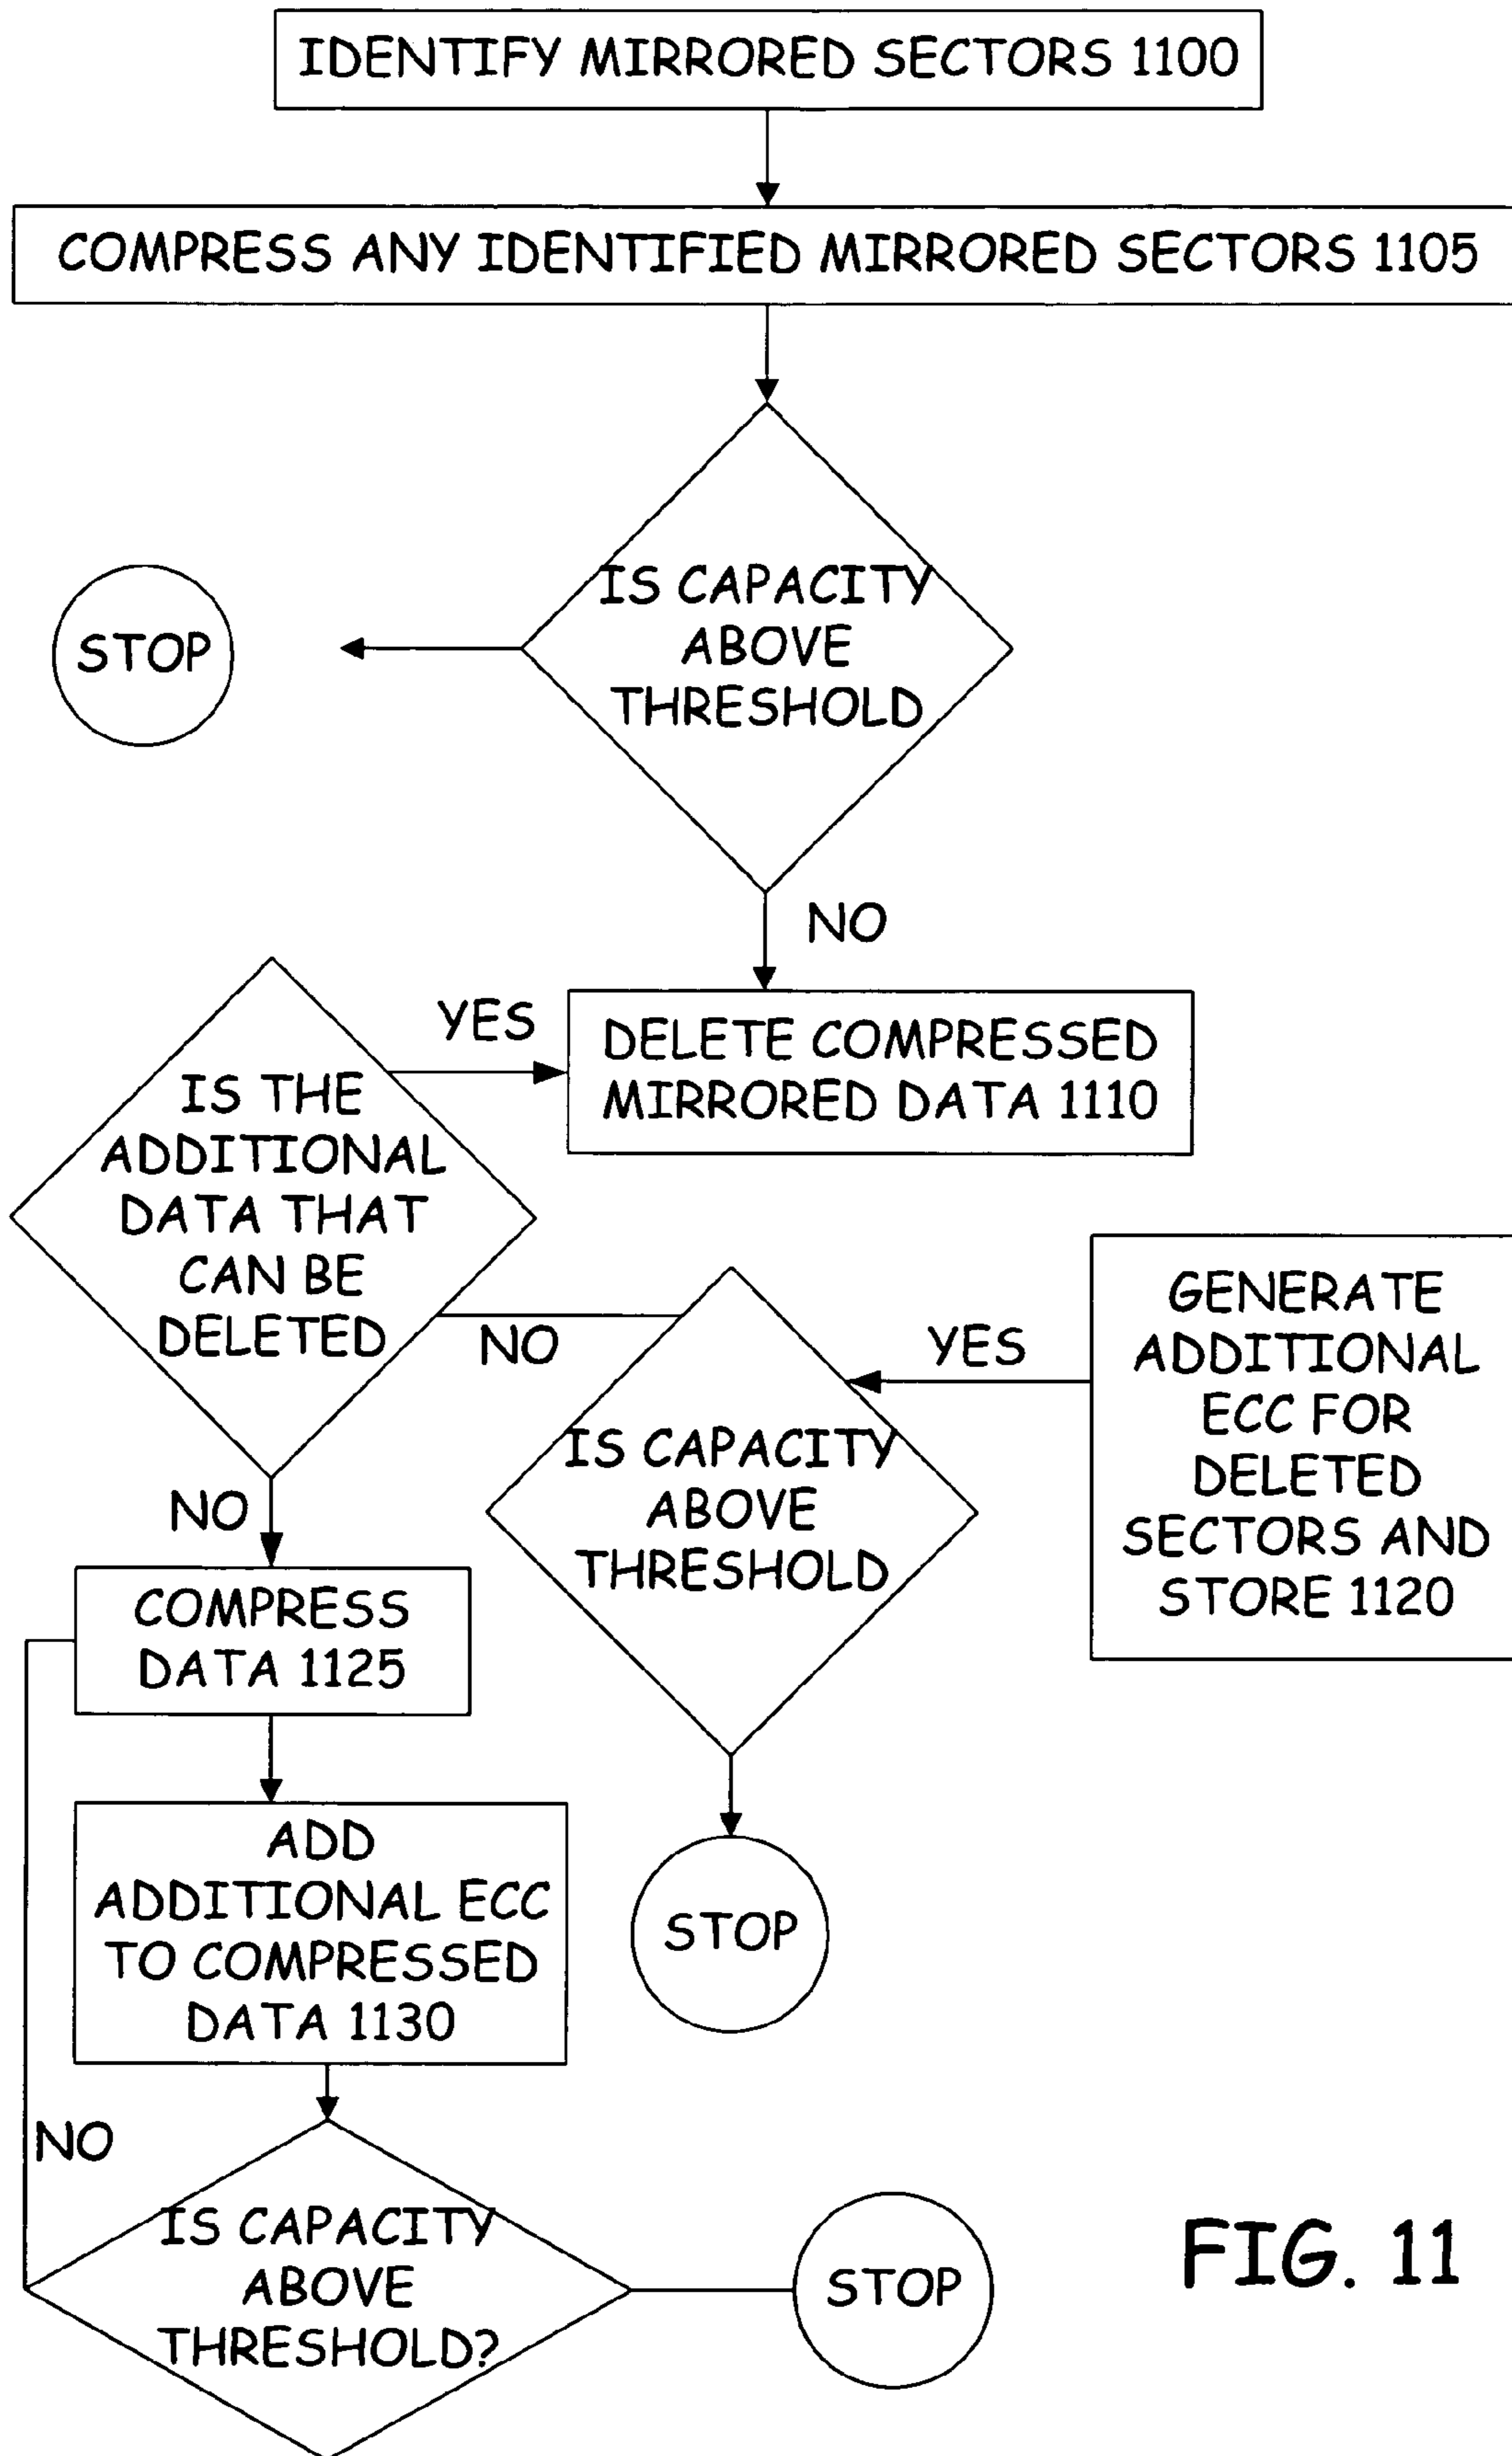 IDENTIFY MIRRORED SECTORS 1100
COMPRESS ANY IDENTIFIED MIRRORED SECTORS 1105
IS CAPACITY
ABOVE
THRESHOLD
STOP
NO
YES
DELETE COMPRESSED
MIRRORED DATA 1110
IS THE
ADDITIONAL
DATA THAT
CAN BE
DELETED
NO
YES
GENERATE
ADDITIONAL
ECC FOR
DELETED
SECTORS AND
STORE 1120
IS CAPACITY
ABOVE
THRESHOLD
NO
COMPRESS
DATA 1125
ADD
ADDITIONAL ECC
TO COMPRESSED
DATA 1130
STOP
NO
IS CAPACITY
ABOVE
THRESHOLD?
STOP
FIG. 11